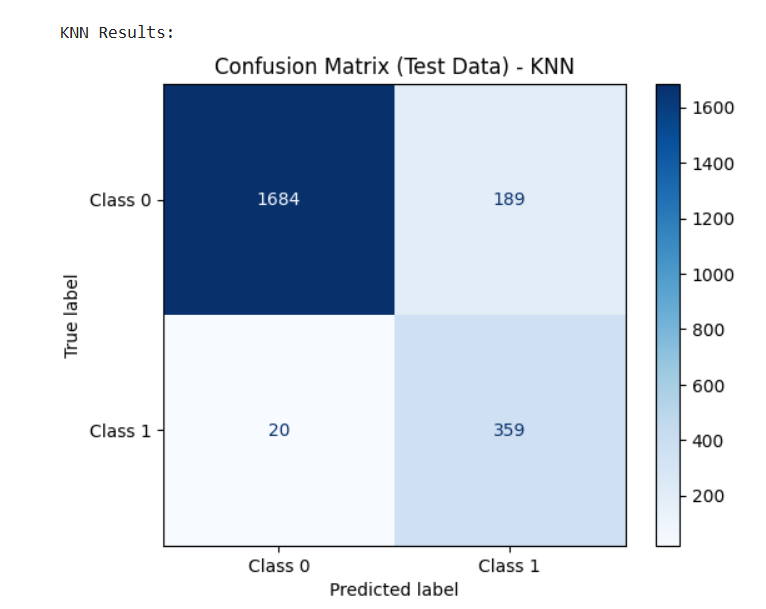 KNN Results:
Confusion Matrix (Test Data) - KNN
Class 0
1684
189
Class 1
20
359
Class 0
Class 1
Predicted label
True label
1600
1400
1200
1000
800
600
400
200